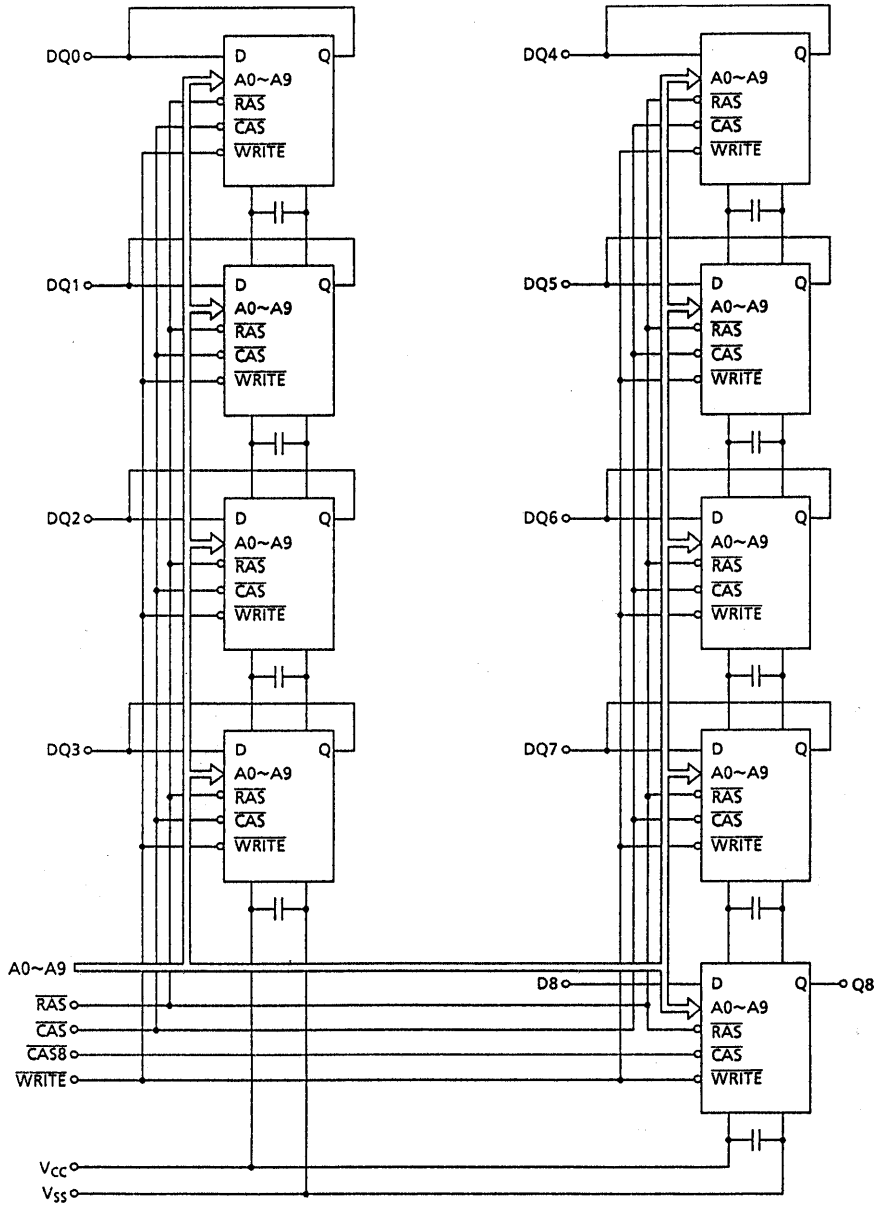 DQ0
D Q
A0~A9
RAS
CAS
WRITE
DQ1
D Q
A0~A9
RAS
CAS
WRITE
DQ2
D Q
A0~A9
RAS
CAS
WRITE
DQ3
D Q
A0~A9
RAS
CAS
WRITE
DQ4
D Q
A0~A9
RAS
CAS
WRITE
DQ5
D Q
A0~A9
RAS
CAS
WRITE
DQ6
D Q
A0~A9
RAS
CAS
WRITE
DQ7
D Q
A0~A9
RAS
CAS
WRITE
A0~A9
RAS
CAS
CAS8
WRITE
D8
D Q
Q8
A0~A9
RAS
CAS
WRITE
VCC
VSS